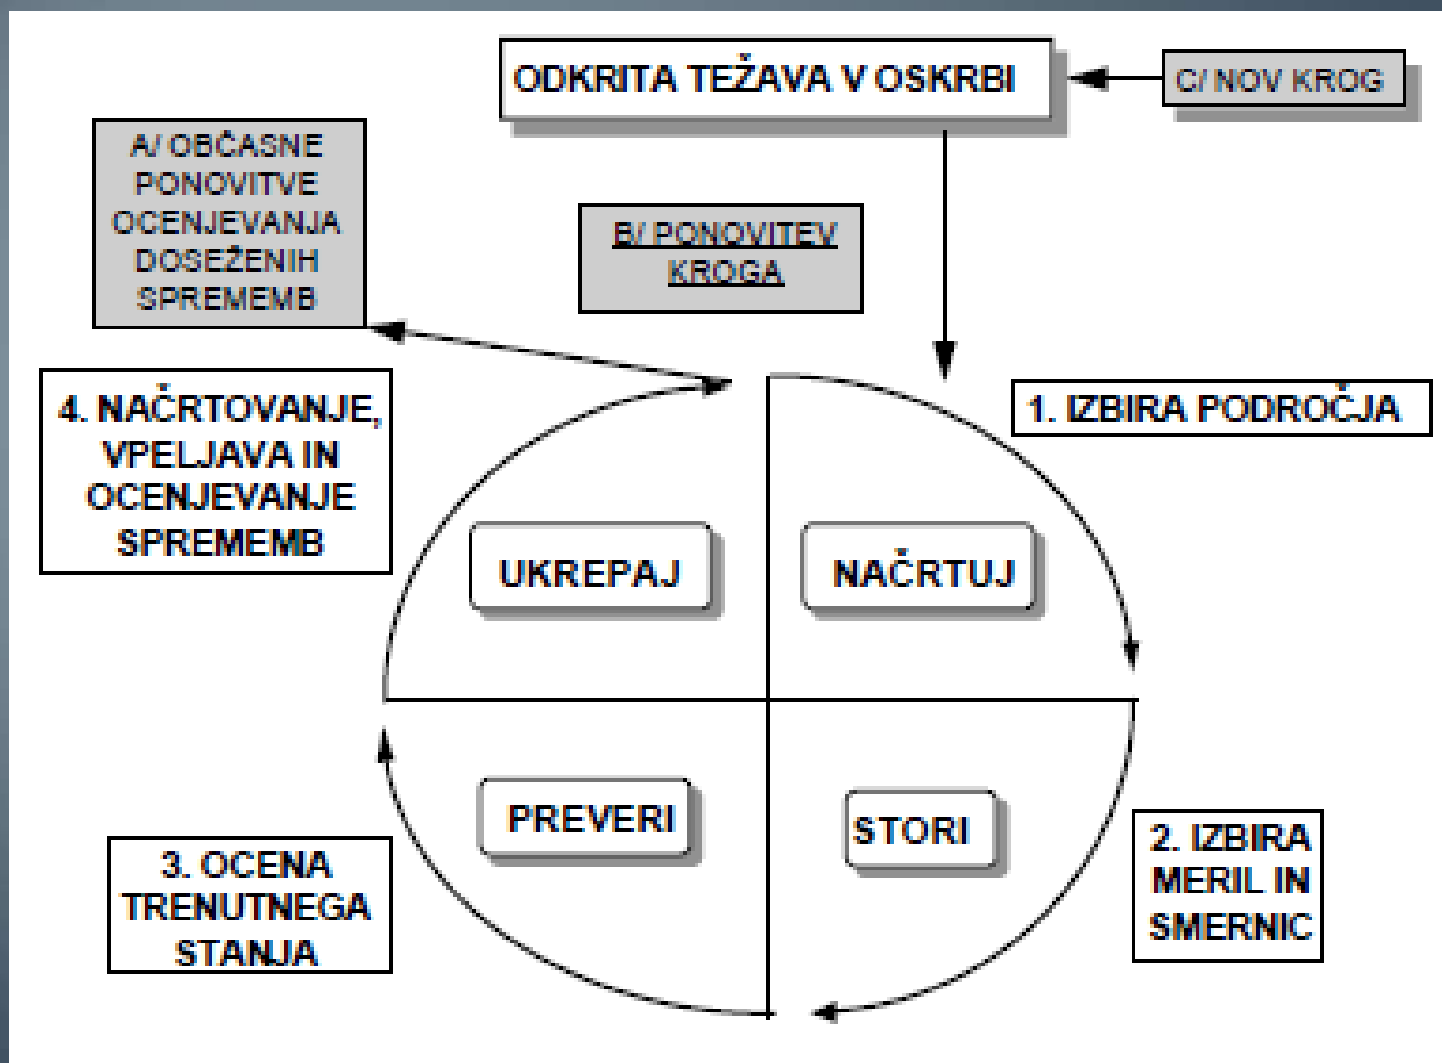 ODKRITA TEŽAVA V OSKRBI
C/ NOV KROG
A/ OBČASNE
PONOVITVE
OCENJEVANJA
DOSEŽENIH
SPREMEMB
B/ PONOVITEV
KROGA
4. NAČRTOVANJE,
VPELJAVA IN
OCENJEVANJE
SPREMEMB
1. IZBIRA PODROČJA
UKREPAJ
NAČRTUJ
PREVERI
STORI
3. OCENA
TRENUTNEGA
STANJA
2. IZBIRA
MERIL IN
SMERNIC